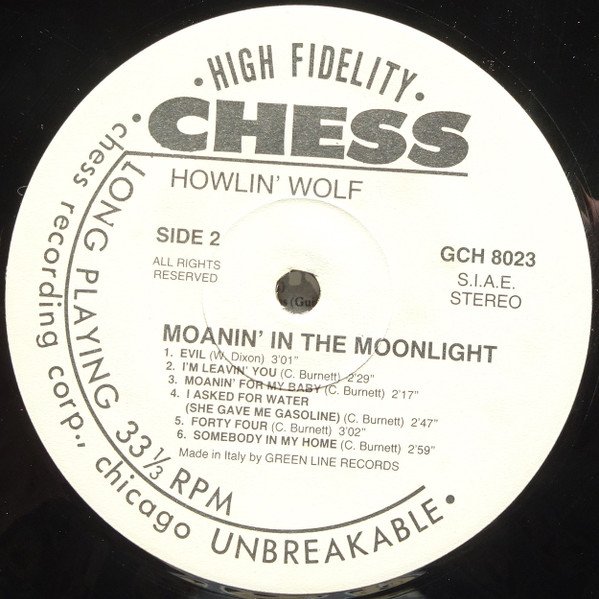 • HIGH FIDELITY •
CHESS
HOWLIN' WOLF
SIDE 2
ALL RIGHTS
RESERVED
GCH 8023
S.I.A.E.
STEREO
MOANIN' IN THE MOONLIGHT
1. EVIL (W. Dixon) 3'01"
2. I'M LEAVIN' YOU (C. Burnett) 2'29"
3. MOANIN' FOR MY BABY (C. Burnett) 2'17"
4. I ASKED FOR WATER
(SHE GAVE ME GASOLINE) (C. Burnett) 2'47"
5. FORTY FOUR (C. Burnett) 3'02"
6. SOMEBODY IN MY HOME (C. Burnett) 2'59"
Made in Italy by GREEN LINE RECORDS
LONG PLAYING 33 1/3 RPM
• chess recording corp., chicago UNBREAKABLE •